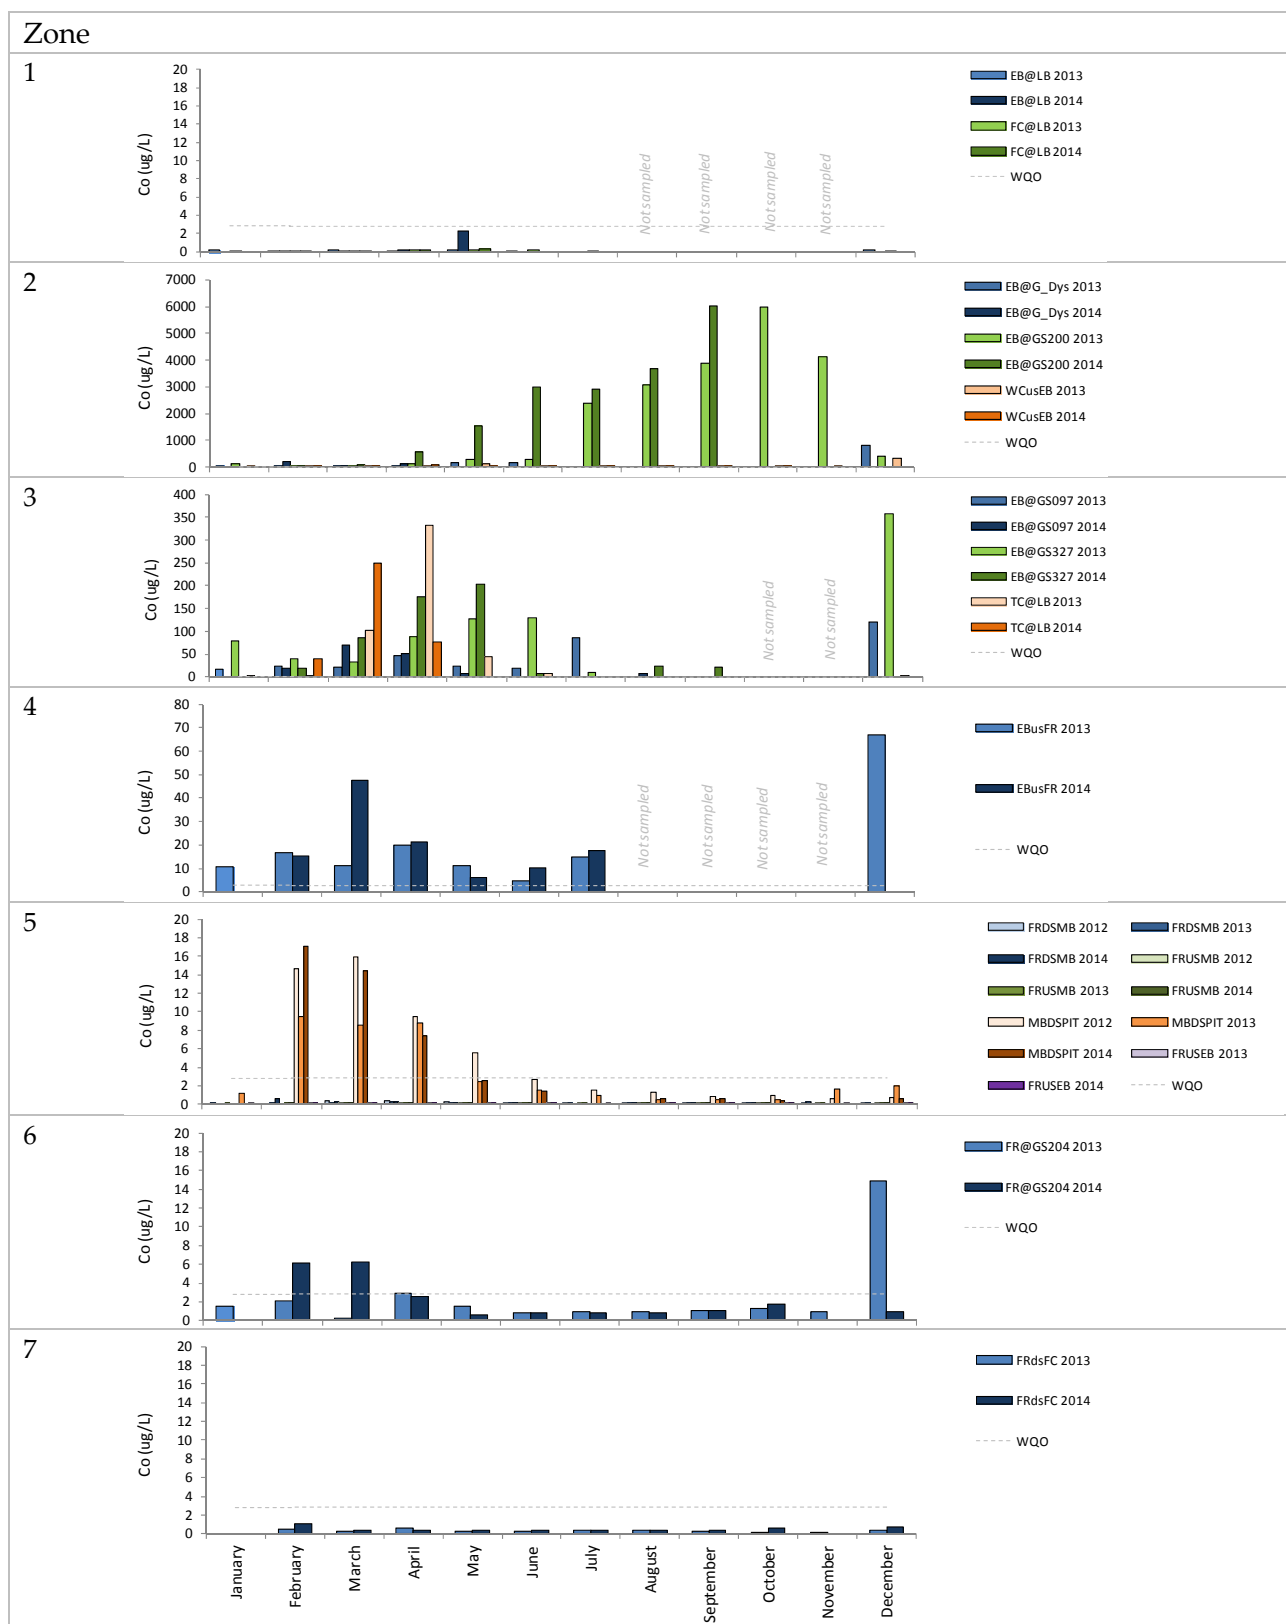 Zone
1
Co (ug/L)
20
18
16
14
12
10
8
6
4
2
0
Not sampled
Not sampled
Not sampled
Not sampled
EB@LB 2013
EB@LB 2014
FC@LB 2013
FC@LB 2014
WQO
2
Co (ug/L)
7000
6000
5000
4000
3000
2000
1000
0
EB@G_Dys 2013
EB@G_Dys 2014
EB@GS200 2013
EB@GS200 2014
WCusEB 2013
WCusEB 2014
WQO
3
Co (ug/L)
400
350
300
250
200
150
100
50
0
Not sampled
Not sampled
EB@GS097 2013
EB@GS097 2014
EB@GS327 2013
EB@GS327 2014
TC@LB 2013
TC@LB 2014
WQO
4
Co (ug/L)
80
70
60
50
40
30
20
10
0
Not sampled
Not sampled
Not sampled
Not sampled
EBusFR 2013
EBusFR 2014
WQO
5
Co (ug/L)
20
18
16
14
12
10
8
6
4
2
0
FRDSMB 2012 FRDSMB 2013
FRDSMB 2014 FRUSMB 2012
FRUSMB 2013 FRUSMB 2014
MBDSPIT 2012 MBDSPIT 2013
MBDSPIT 2014 FRUSEB 2013
FRUSEB 2014 WQO
6
Co (ug/L)
20
18
16
14
12
10
8
6
4
2
0
FR@GS204 2013
FR@GS204 2014
WQO
7
Co (ug/L)
20
18
16
14
12
10
8
6
4
2
0
FRdsFC 2013
FRdsFC 2014
WQO
January
February
March
April
May
June
July
August
September
October
November
December